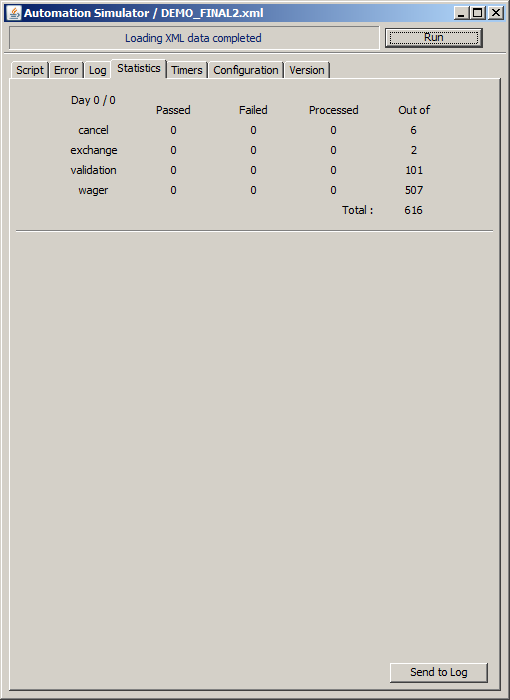 Automation Simulator / DEMO_FINAL2.xml
Loading XML data completed
Run
Script Error Log Statistics Timers Configuration Version
Day 0 / 0
Passed Failed Processed Out of
cancel 0 0 0 6
exchange 0 0 0 2
validation 0 0 0 101
wager 0 0 0 507
Total : 616
Send to Log